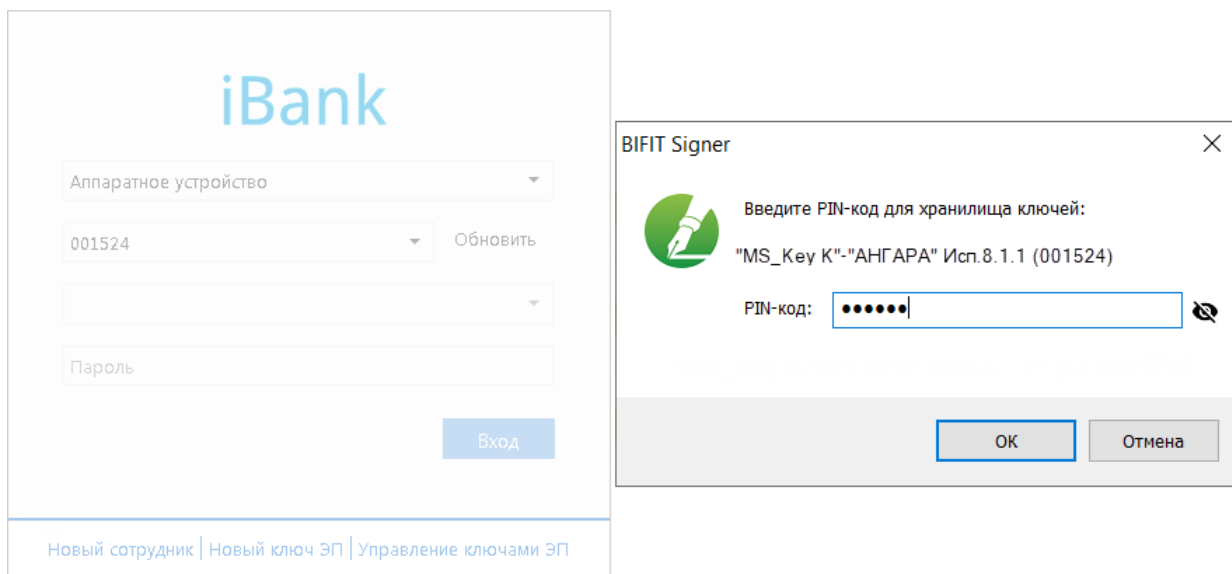 iBank
Аппаратное устройство
001524
Обновить
Пароль
Вход
Новый сотрудник | Новый ключ ЭП | Управление ключами ЭП
BIFIT Signer
Введите PIN-код для хранилища ключей:
"MS_Key K"-"АНГАРА" Исп.8.1.1 (001524)
PIN-код: ••••••
ОК
Отмена